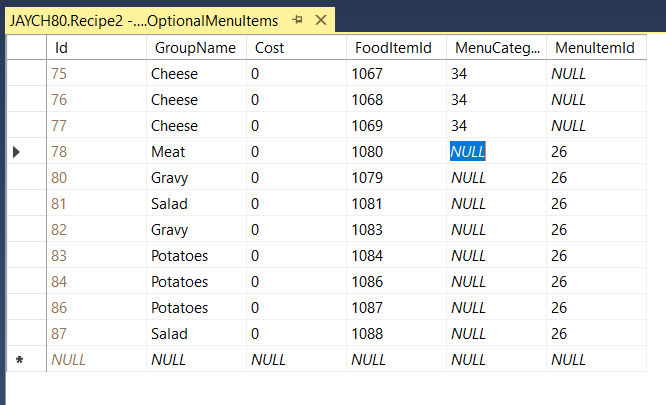 JAYCH80.Recipe2 -....OptionalMenuItems
Id GroupName Cost FoodItemId MenuCateg... MenuItemId
75 Cheese 0 1067 34 NULL
76 Cheese 0 1068 34 NULL
77 Cheese 0 1069 34 NULL
78 Meat 0 1080 NULL 26
80 Gravy 0 1079 NULL 26
81 Salad 0 1081 NULL 26
82 Gravy 0 1083 NULL 26
83 Potatoes 0 1084 NULL 26
84 Potatoes 0 1086 NULL 26
86 Potatoes 0 1087 NULL 26
87 Salad 0 1088 NULL 26
* NULL NULL NULL NULL NULL NULL